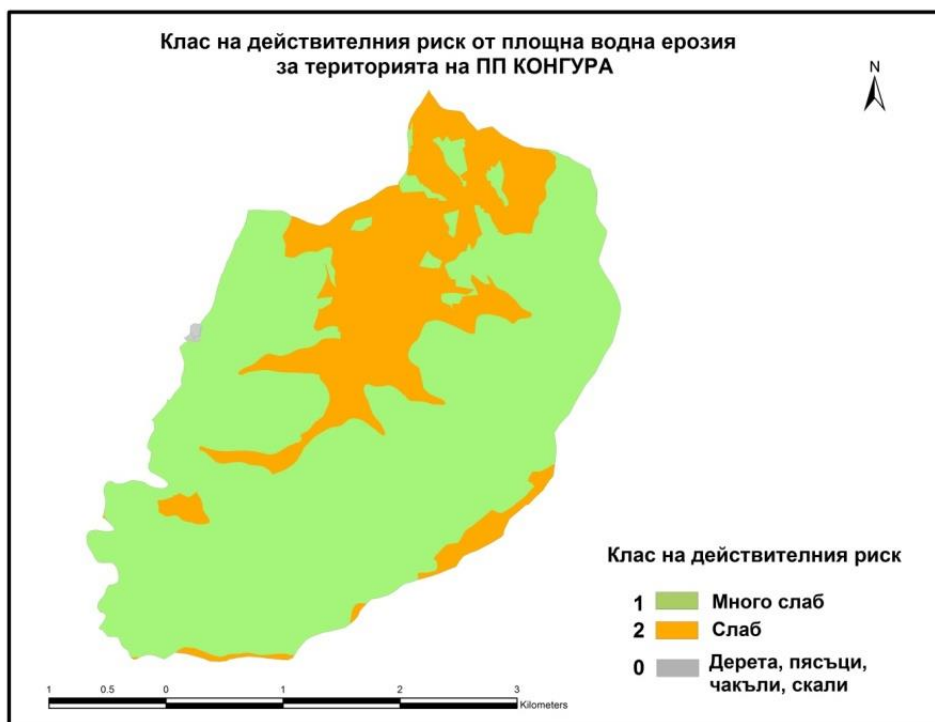 Клас на действителния риск от площна водна ерозия
за територията на ПП КОНГУРА
N
Клас на действителния риск
1 Много слаб
2 Слаб
0 Дерета, пясъци,
чакъли, скали
1 0.5 0 1 2 3
Kilometers